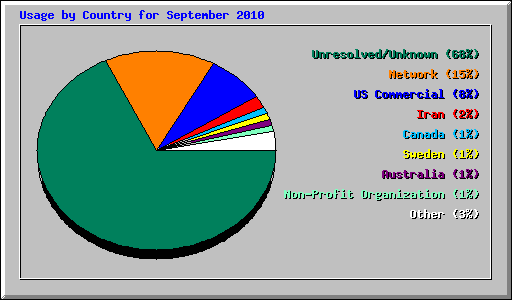 Usage by Country for September 2010
Unresolved/Unknown (68%)
Network (15%)
US Commercial (8%)
Iran (2%)
Canada (1%)
Sweden (1%)
Australia (1%)
Non-Profit Organization (1%)
Other (3%)